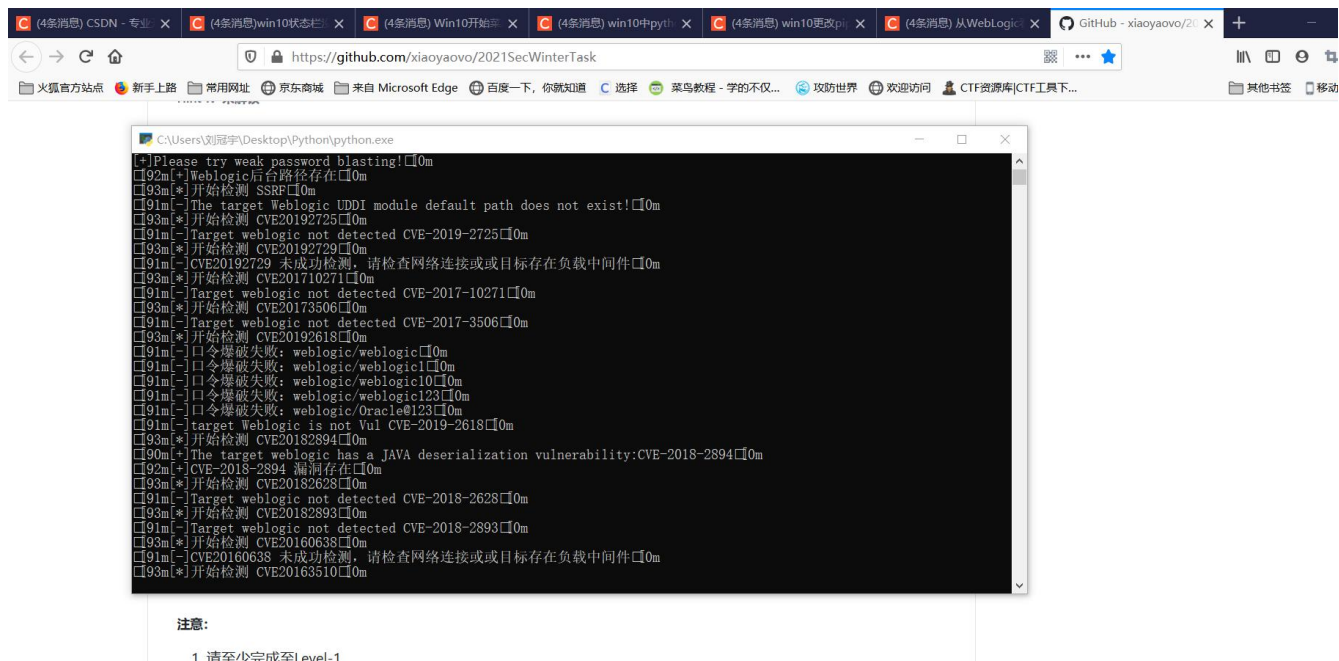 (4条消息) CSDN - 专业
(4条消息)win10状态栏
(4条消息) Win10开始菜
(4条消息) win10中pyth
(4条消息) win10更改pip
(4条消息) 从WebLogic
GitHub - xiaoyaovo/20
https://github.com/xiaoyaovo/2021SecWinterTask
火狐官方站点 新手上路 常用网址 京东商城 来自 Microsoft Edge 百度一下，你就知道 C 选择 菜鸟教程 - 学的不仅... 攻防世界 欢迎访问 CTF资源库|CTF工具下... 其他书签 移动
C:\Users\刘冠宇\Desktop\Python\python.exe
[+]Please try weak password blasting!□[0m
□[92m[+]Weblogic后台路径存在□[0m
□[93m[*]开始检测 SSRF□[0m
□[91m[-]The target Weblogic UDDI module default path does not exist!□[0m
□[93m[*]开始检测 CVE20192725□[0m
□[91m[-]Target weblogic not detected CVE-2019-2725□[0m
□[93m[*]开始检测 CVE20192729□[0m
□[91m[-]CVE20192729 未成功检测，请检查网络连接或或目标存在负载中间件□[0m
□[93m[*]开始检测 CVE201710271□[0m
□[91m[-]Target weblogic not detected CVE-2017-10271□[0m
□[93m[*]开始检测 CVE20173506□[0m
□[91m[-]Target weblogic not detected CVE-2017-3506□[0m
□[93m[*]开始检测 CVE20192618□[0m
□[91m[-]口令爆破失败：weblogic/weblogic□[0m
□[91m[-]口令爆破失败：weblogic/weblogic1□[0m
□[91m[-]口令爆破失败：weblogic/weblogic10□[0m
□[91m[-]口令爆破失败：weblogic/weblogic123□[0m
□[91m[-]口令爆破失败：weblogic/Oracle@123□[0m
□[91m[-]target Weblogic is not Vul CVE-2019-2618□[0m
□[93m[*]开始检测 CVE20182894□[0m
□[90m[+]The target weblogic has a JAVA deserialization vulnerability:CVE-2018-2894□[0m
□[92m[+]CVE-2018-2894 漏洞存在□[0m
□[93m[*]开始检测 CVE20182628□[0m
□[91m[-]Target weblogic not detected CVE-2018-2628□[0m
□[93m[*]开始检测 CVE20182893□[0m
□[91m[-]Target weblogic not detected CVE-2018-2893□[0m
□[93m[*]开始检测 CVE20160638□[0m
□[91m[-]CVE20160638 未成功检测，请检查网络连接或或目标存在负载中间件□[0m
□[93m[*]开始检测 CVE20163510□[0m
注意：
1. 请至少完成至Level-1